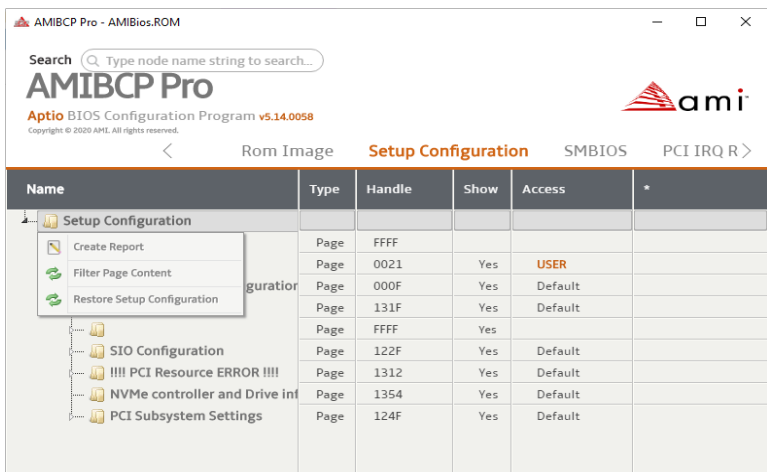 AMIBCP Pro - AMIBios.ROM
Search Type node name string to search...
AMIBCP Pro
Aptio BIOS Configuration Program v5.14.0058
Copyright © 2020 AMI. All rights reserved.
ami
< Rom Image Setup Configuration SMBIOS PCI IRQ R >
Name Type Handle Show Access *
Setup Configuration
Create Report Page FFFF
Filter Page Content Page 0021 Yes USER
guration Page 000F Yes Default
Restore Setup Configuration Page 131F Yes Default
Page FFFF Yes
SIO Configuration Page 122F Yes Default
!!!! PCI Resource ERROR !!!! Page 1312 Yes Default
NVMe controller and Drive inf Page 1354 Yes Default
PCI Subsystem Settings Page 124F Yes Default